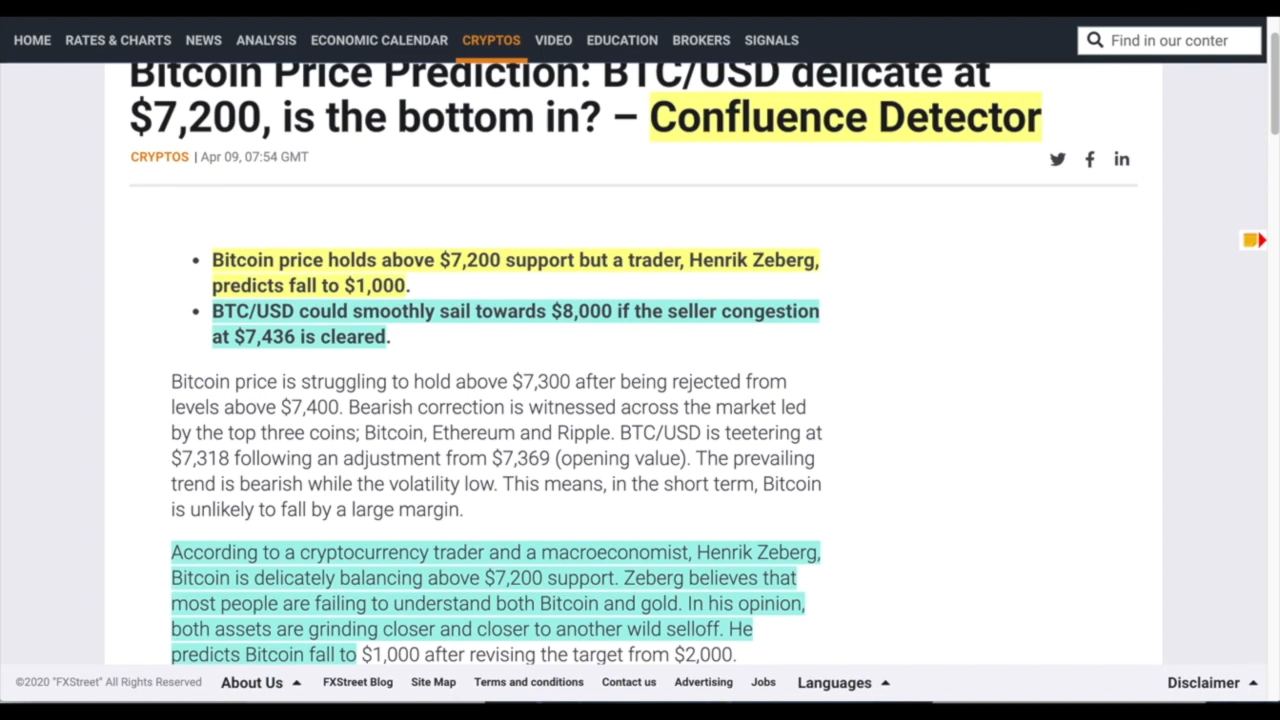 HOME RATES & CHARTS NEWS ANALYSIS ECONOMIC CALENDAR CRYPTOS VIDEO EDUCATION BROKERS SIGNALS Find in our conter
Bitcoin Price Prediction: BTC/USD delicate at
$7,200, is the bottom in? – Confluence Detector
CRYPTOS | Apr 09, 07:54 GMT
• Bitcoin price holds above $7,200 support but a trader, Henrik Zeberg,
predicts fall to $1,000.
• BTC/USD could smoothly sail towards $8,000 if the seller congestion
at $7,436 is cleared.
Bitcoin price is struggling to hold above $7,300 after being rejected from
levels above $7,400. Bearish correction is witnessed across the market led
by the top three coins; Bitcoin, Ethereum and Ripple. BTC/USD is teetering at
$7,318 following an adjustment from $7,369 (opening value). The prevailing
trend is bearish while the volatility low. This means, in the short term, Bitcoin
is unlikely to fall by a large margin.
According to a cryptocurrency trader and a macroeconomist, Henrik Zeberg,
Bitcoin is delicately balancing above $7,200 support. Zeberg believes that
most people are failing to understand both Bitcoin and gold. In his opinion,
both assets are grinding closer and closer to another wild selloff. He
predicts Bitcoin fall to $1,000 after revising the target from $2,000.
©2020 "FXStreet" All Rights Reserved About Us FXStreet Blog Site Map Terms and conditions Contact us Advertising Jobs Languages Disclaimer